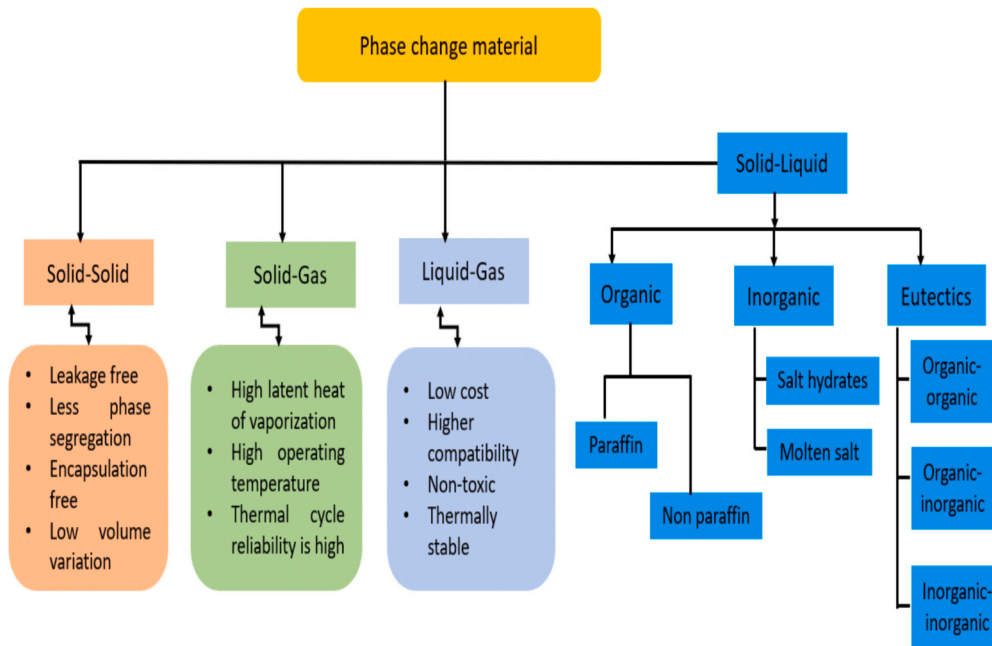 Phase change material
Solid-Liquid
Solid-Solid
Solid-Gas
Liquid-Gas
Organic
Inorganic
Eutectics
• Leakage free
• Less phase
segregation
• Encapsulation
free
• Low volume
variation
• High latent heat
of vaporization
• High operating
temperature
• Thermal cycle
reliability is high
• Low cost
• Higher
compatibility
• Non-toxic
• Thermally
stable
Paraffin
Non paraffin
Salt hydrates
Molten salt
Organic-
organic
Organic-
inorganic
Inorganic-
inorganic